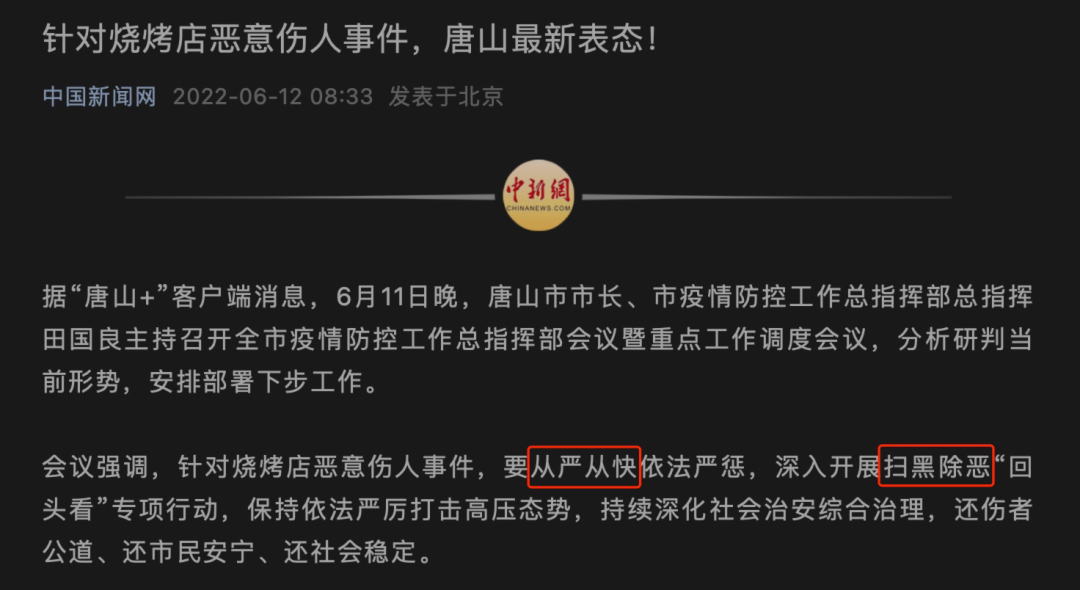 针对烧烤店恶意伤人事件，唐山最新表态！
中国新闻网 2022-06-12 08:33 发表于北京
中新網
CHINANEWS.COM
据“唐山+”客户端消息，6月11日晚，唐山市市长、市疫情防控工作总指挥部总指挥
田国良主持召开全市疫情防控工作总指挥部会议暨重点工作调度会议，分析研判当
前形势，安排部署下步工作。
会议强调，针对烧烤店恶意伤人事件，要从严从快依法严惩，深入开展扫黑除恶“回
头看”专项行动，保持依法严厉打击高压态势，持续深化社会治安综合治理，还伤者
公道、还市民安宁、还社会稳定。